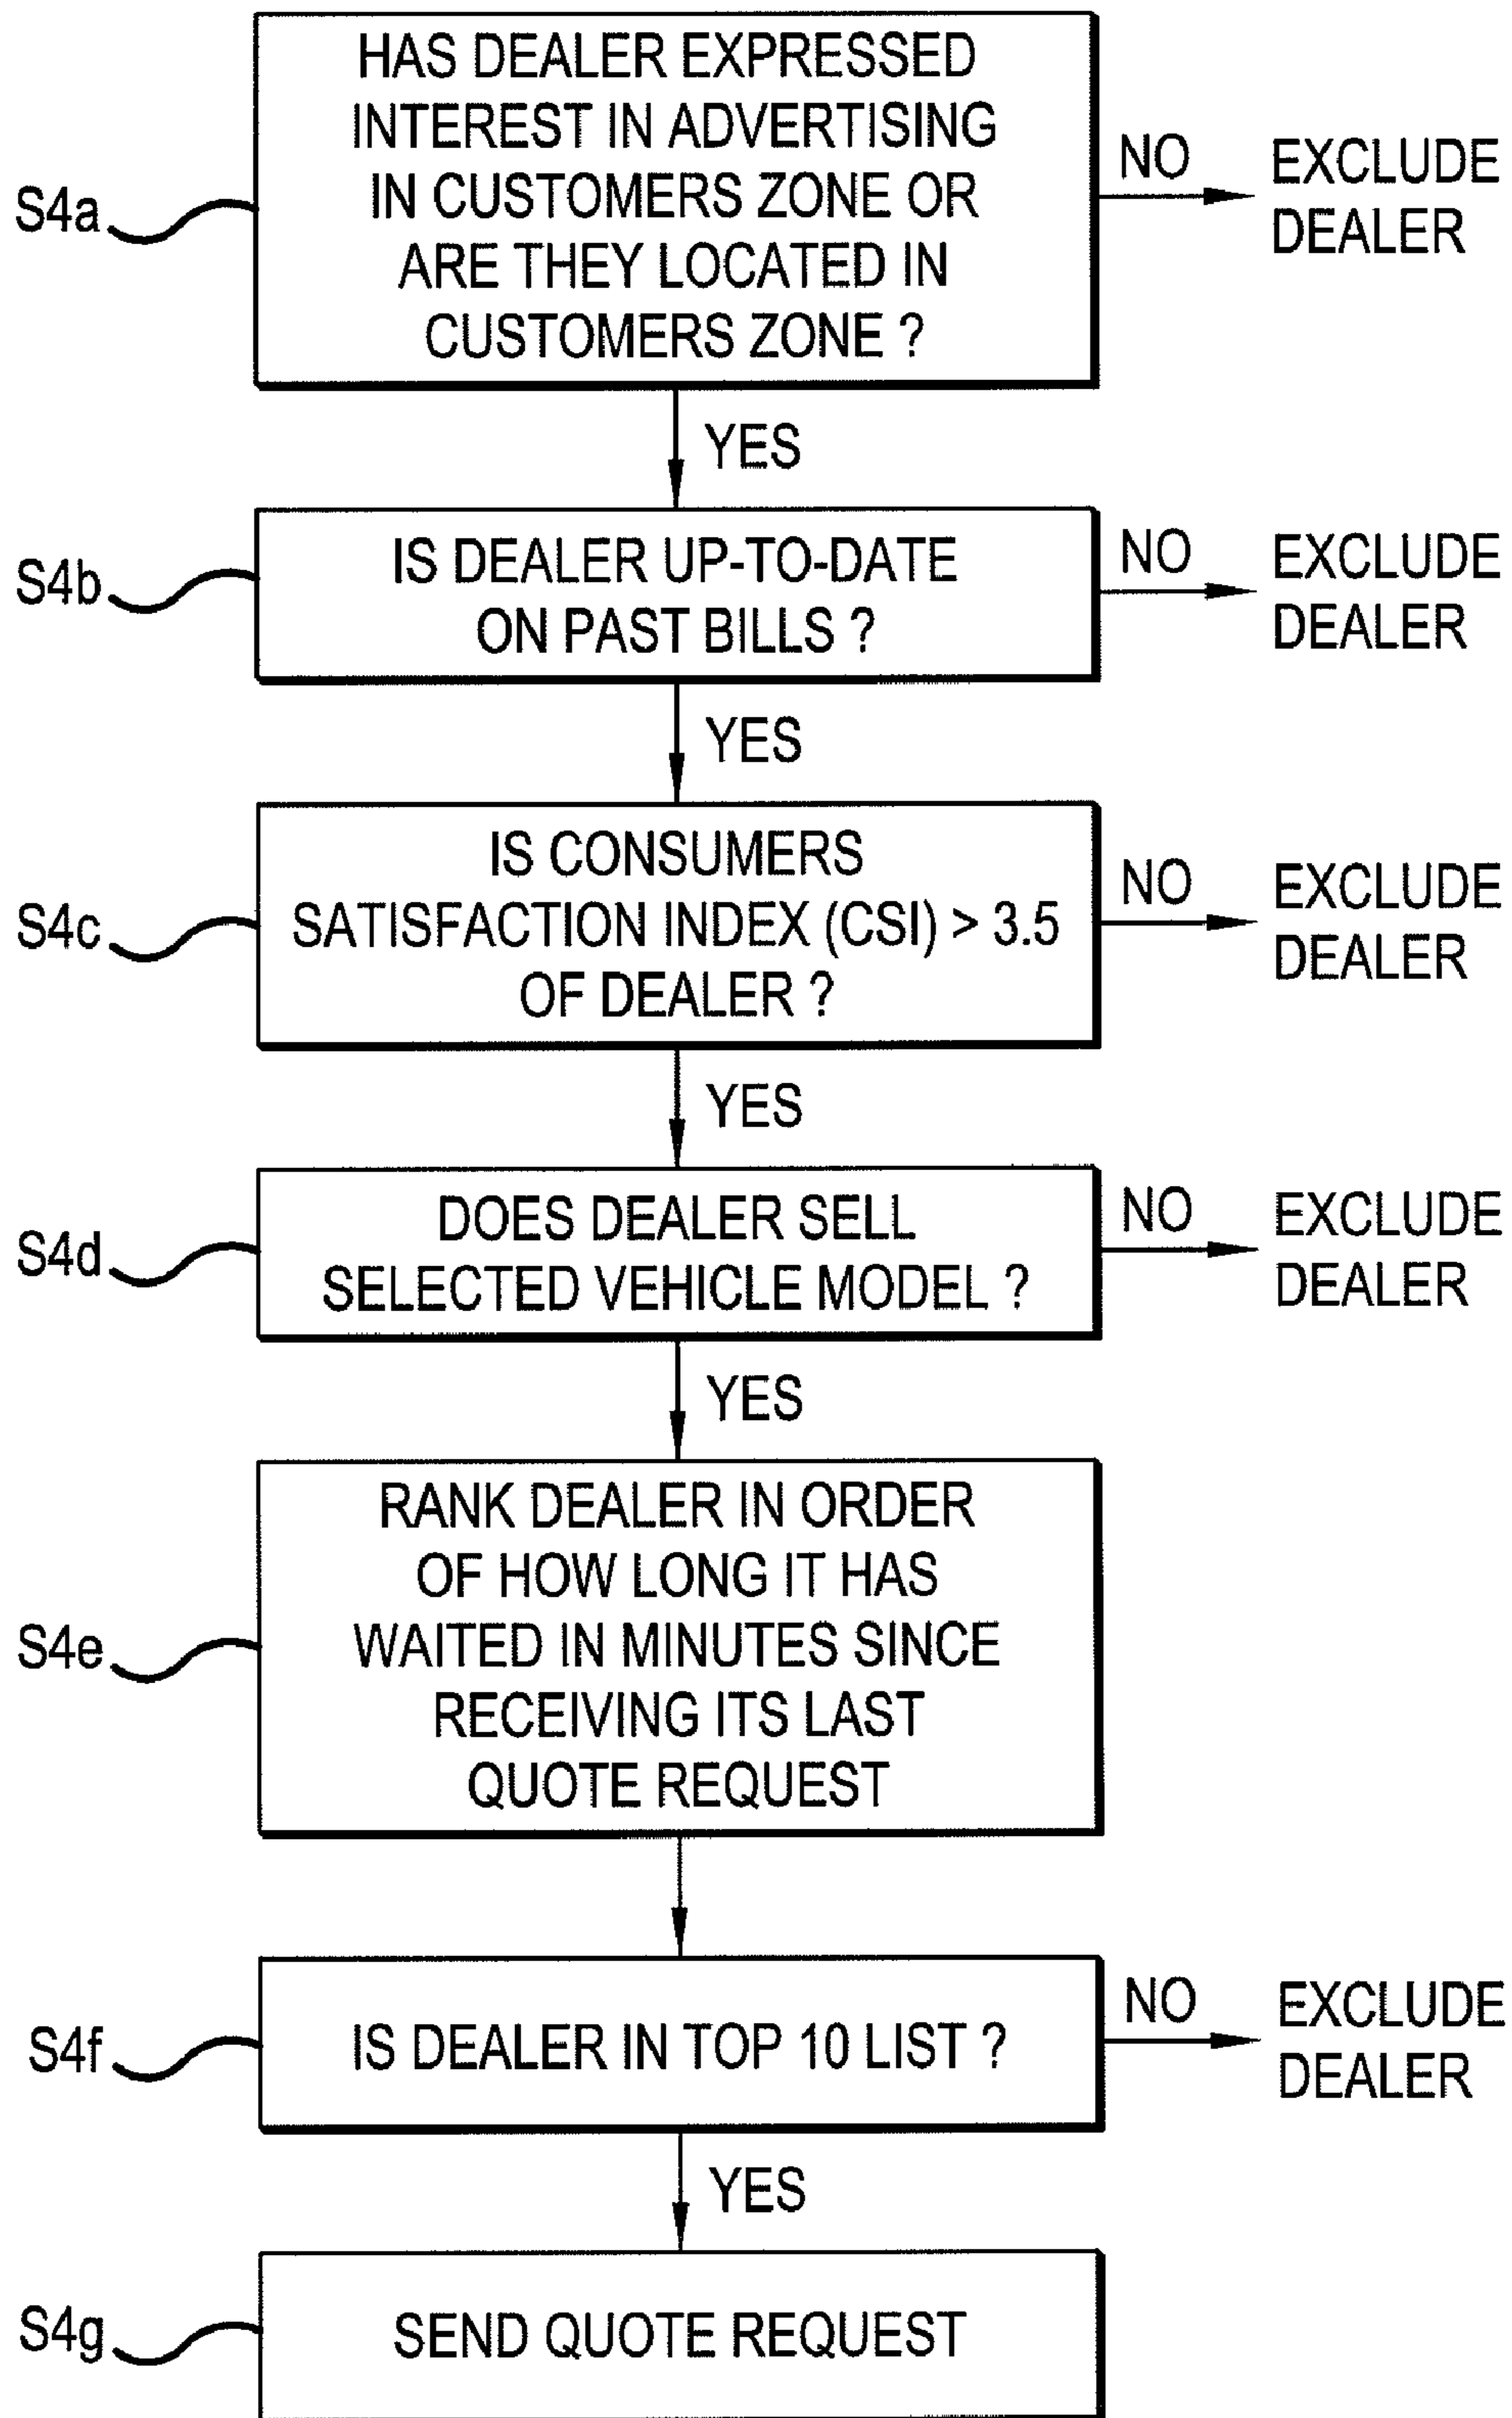 HAS DEALER EXPRESSED
INTEREST IN ADVERTISING
IN CUSTOMERS ZONE OR
ARE THEY LOCATED IN
CUSTOMERS ZONE ?
S4a
NO
EXCLUDE
DEALER
YES
IS DEALER UP-TO-DATE
ON PAST BILLS ?
S4b
NO
EXCLUDE
DEALER
YES
IS CONSUMERS
SATISFACTION INDEX (CSI) > 3.5
OF DEALER ?
S4c
NO
EXCLUDE
DEALER
YES
DOES DEALER SELL
SELECTED VEHICLE MODEL ?
S4d
NO
EXCLUDE
DEALER
YES
RANK DEALER IN ORDER
OF HOW LONG IT HAS
WAITED IN MINUTES SINCE
RECEIVING ITS LAST
QUOTE REQUEST
S4e
IS DEALER IN TOP 10 LIST ?
S4f
NO
EXCLUDE
DEALER
YES
SEND QUOTE REQUEST
S4g